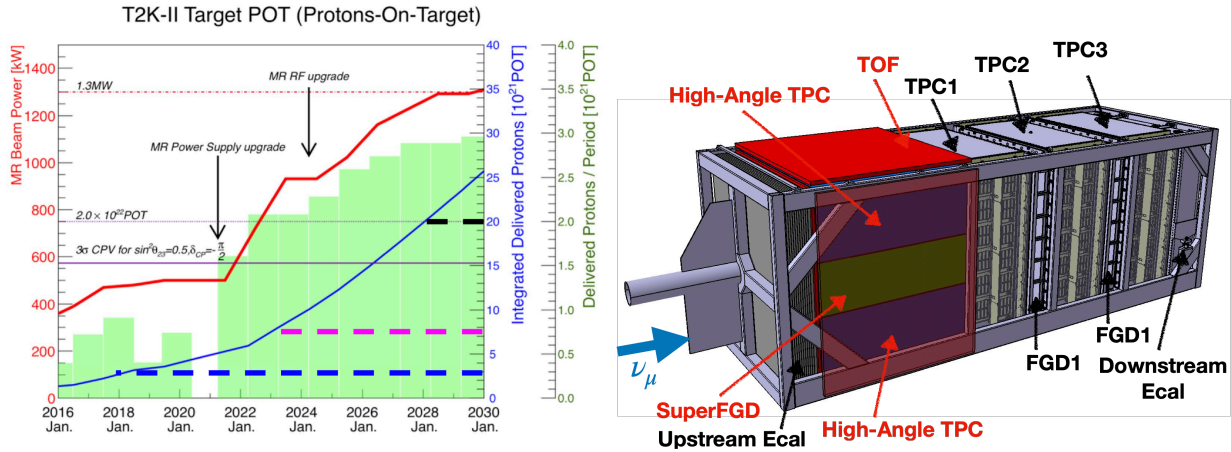 T2K-II Target POT (Protons-On-Target)
MR Beam Power [kW]
1400
1200
1000
800
600
400
200
0
1.3MW
MR RF upgrade
MR Power Supply upgrade
2.0 × 10²²POT
3σ CPV for sin²θ₂₃=0.5,δCP=-π/2
40
35
30
25
20
15
10
5
0
Integrated Delivered Protons [10²¹POT]
4.0
3.5
3.0
2.5
2.0
1.5
1.0
0.5
0.0
Delivered Protons / Period [10²¹POT]
2016 2018 2020 2022 2024 2026 2028 2030
Jan. Jan. Jan. Jan. Jan. Jan. Jan. Jan.
TOF
TPC1
TPC2
TPC3
High-Angle TPC
νμ
SuperFGD
Upstream Ecal
High-Angle TPC
FGD1
FGD1
Downstream
Ecal